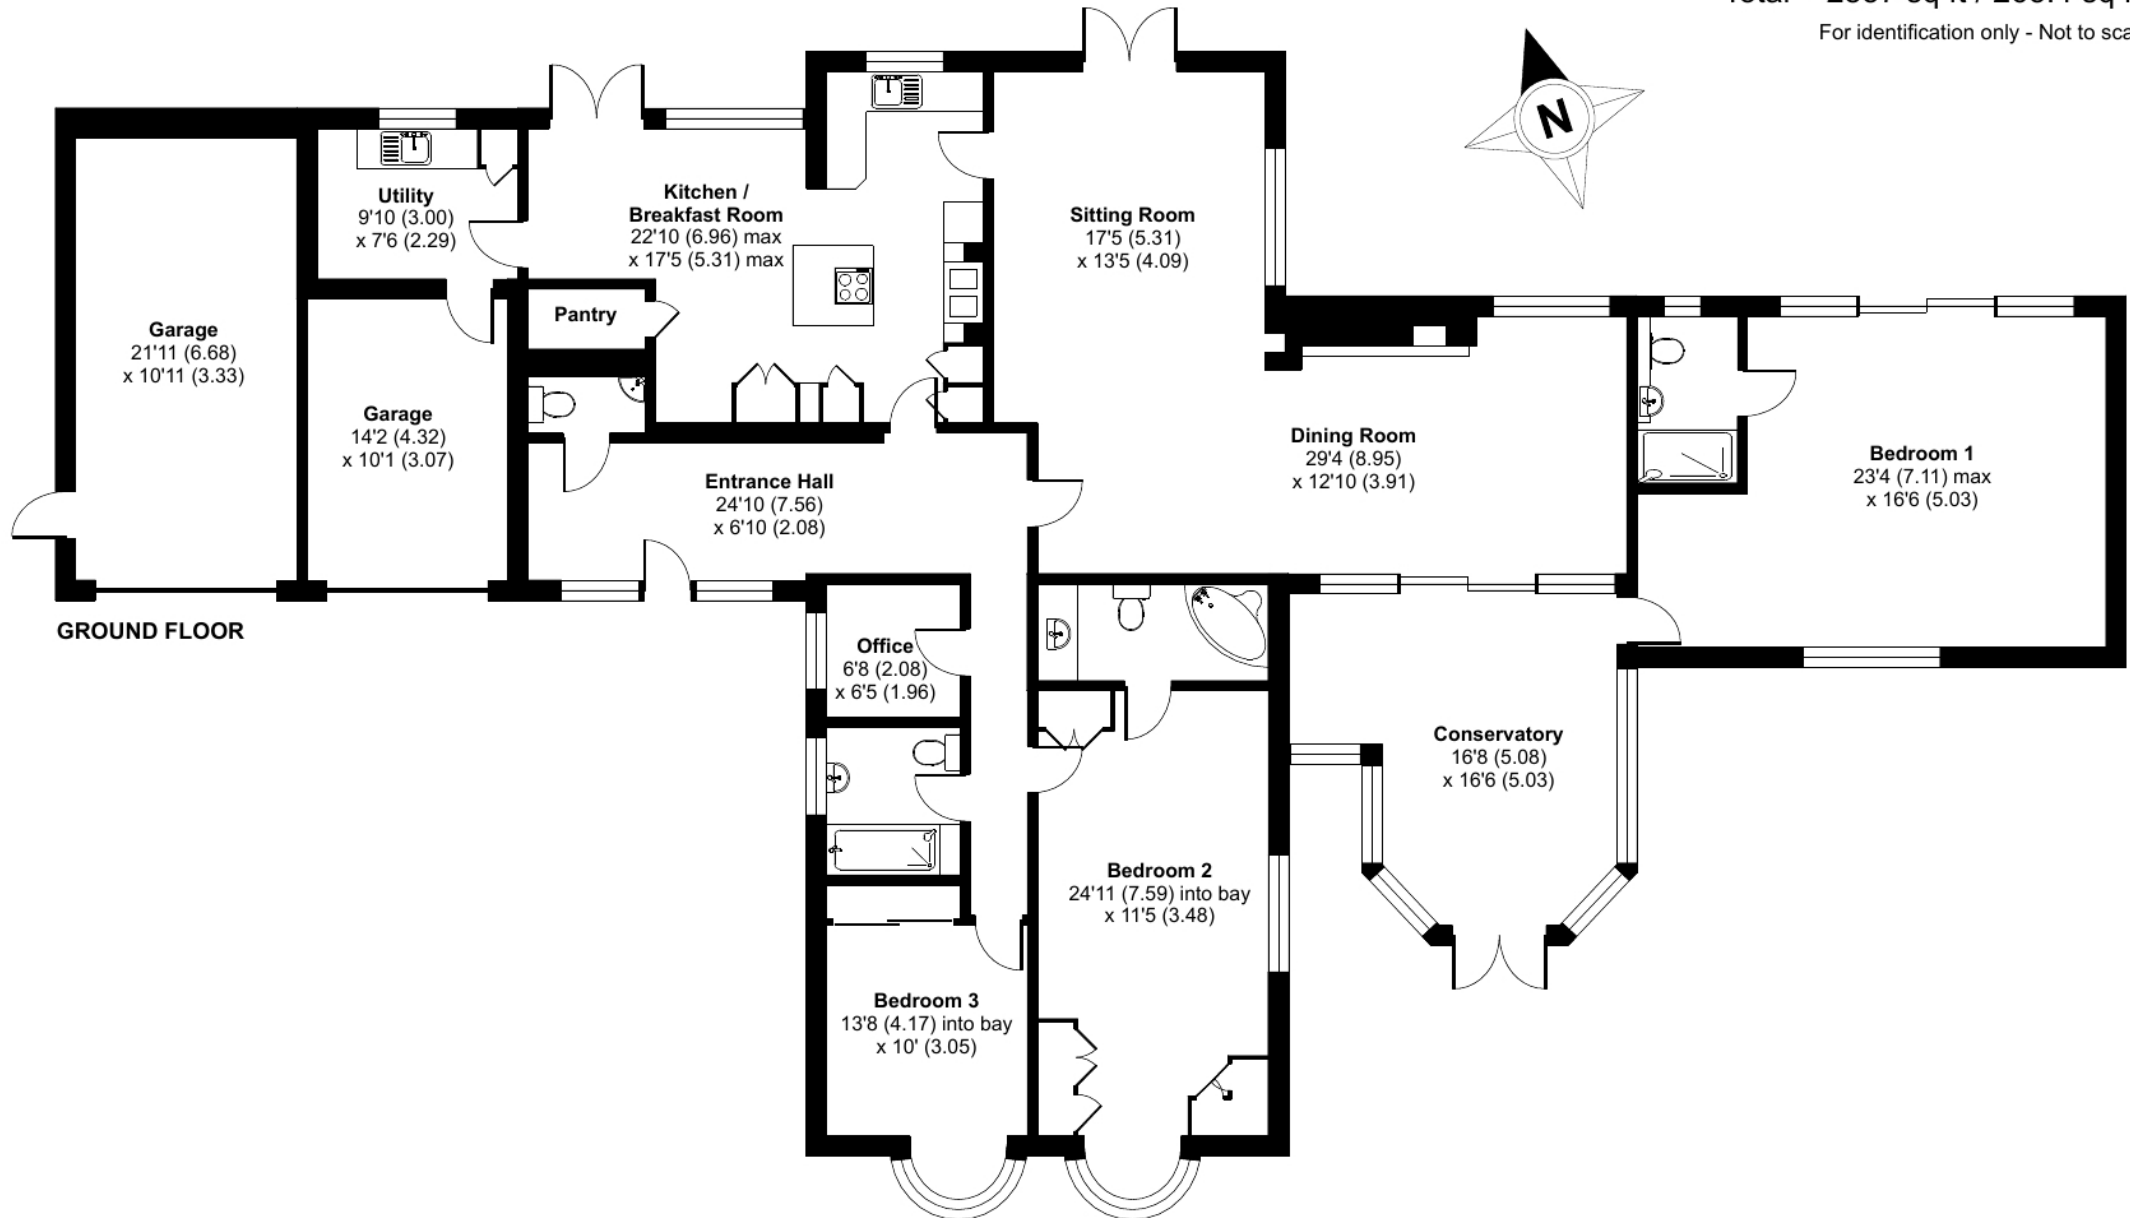 For identification only - Not to sca
N
Utility
9'10 (3.00)
x 7'6 (2.29)
Kitchen /
Breakfast Room
22'10 (6.96) max
x 17'5 (5.31) max
Sitting Room
17'5 (5.31)
x 13'5 (4.09)
Pantry
Garage
21'11 (6.68)
x 10'11 (3.33)
Garage
14'2 (4.32)
x 10'1 (3.07)
Entrance Hall
24'10 (7.56)
x 6'10 (2.08)
Dining Room
29'4 (8.95)
x 12'10 (3.91)
Bedroom 1
23'4 (7.11) max
x 16'6 (5.03)
GROUND FLOOR
Office
6'8 (2.08)
x 6'5 (1.96)
Conservatory
16'8 (5.08)
x 16'6 (5.03)
Bedroom 2
24'11 (7.59) into bay
x 11'5 (3.48)
Bedroom 3
13'8 (4.17) into bay
x 10' (3.05)